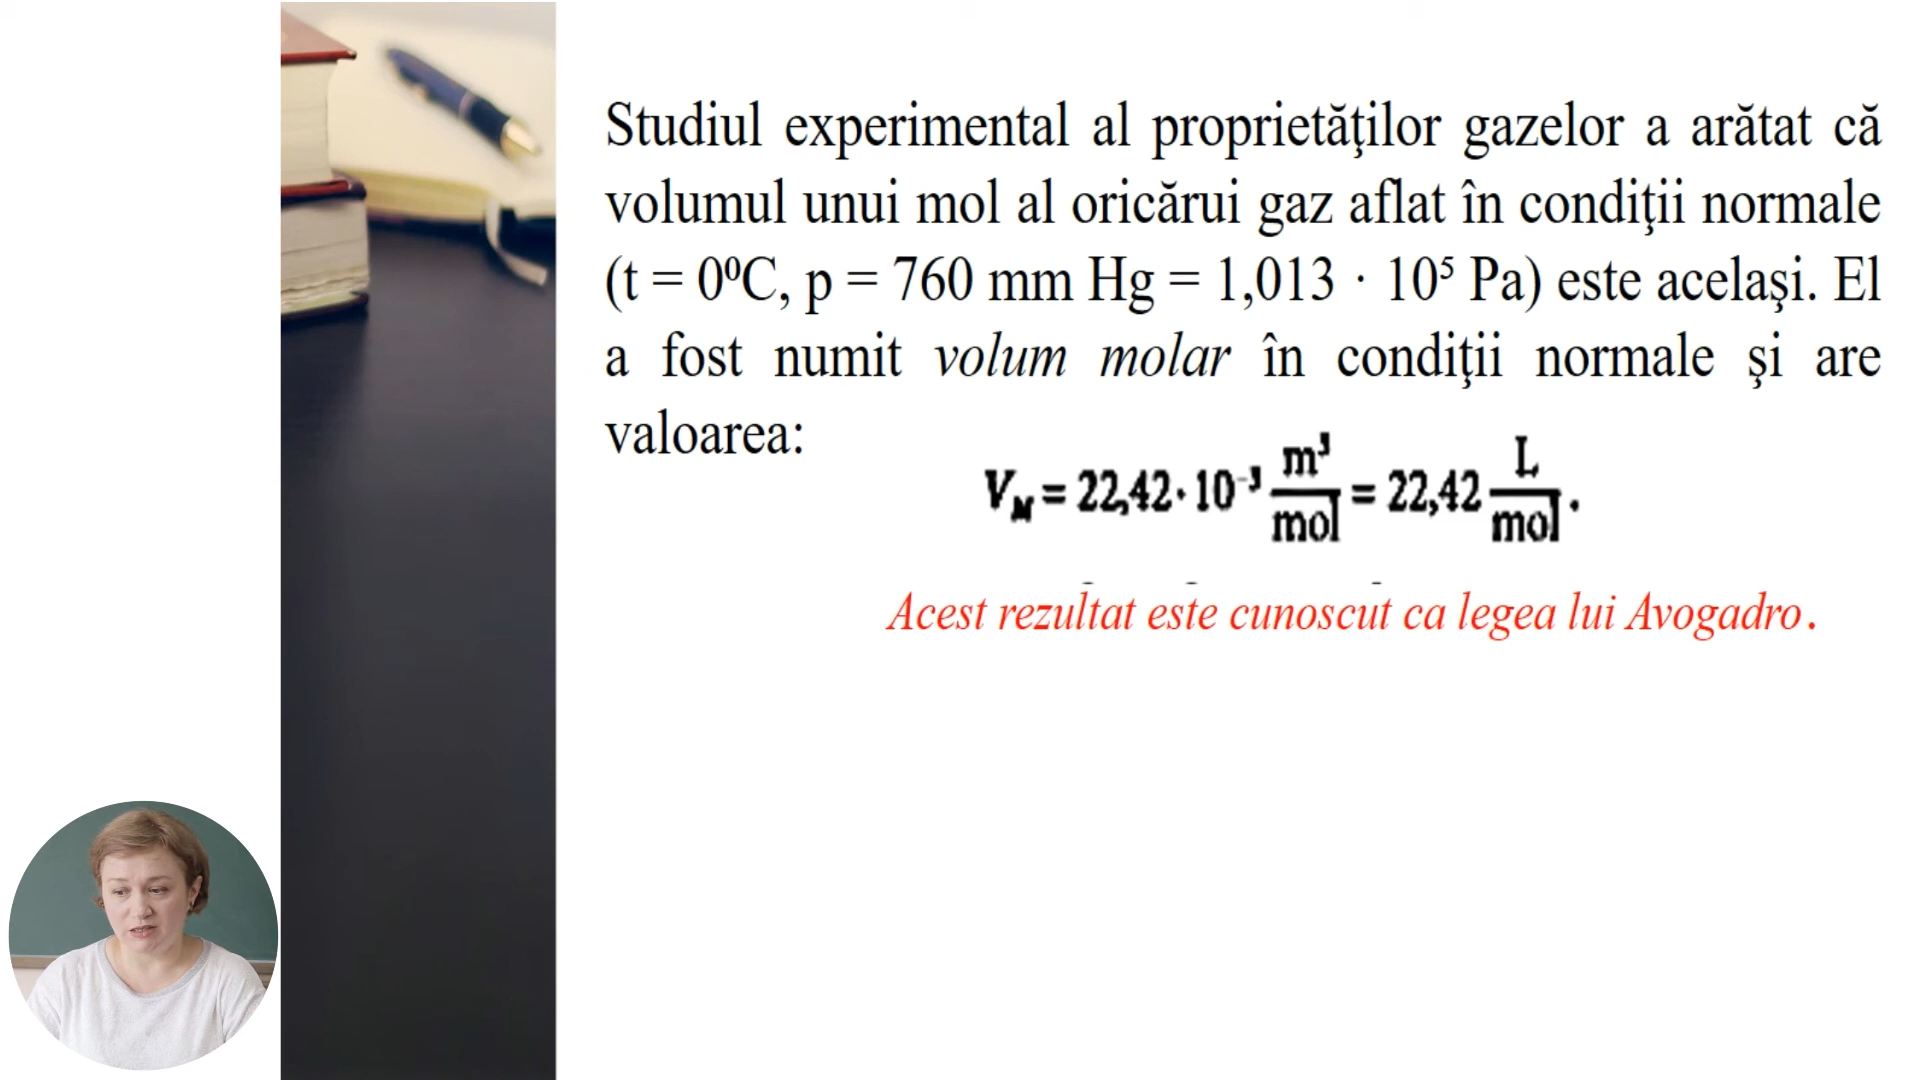 Studiul experimental al proprietăţilor gazelor a arătat că
volumul unui mol al oricărui gaz aflat în condiţii normale
(t = 0⁰C, p = 760 mm Hg = 1,013 · 10⁵ Pa) este acelaşi. El
a fost numit volum molar în condiţii normale şi are
valoarea:
V_M = 22,42 · 10⁻³ m³/mol = 22,42 L/mol.
Acest rezultat este cunoscut ca legea lui Avogadro.